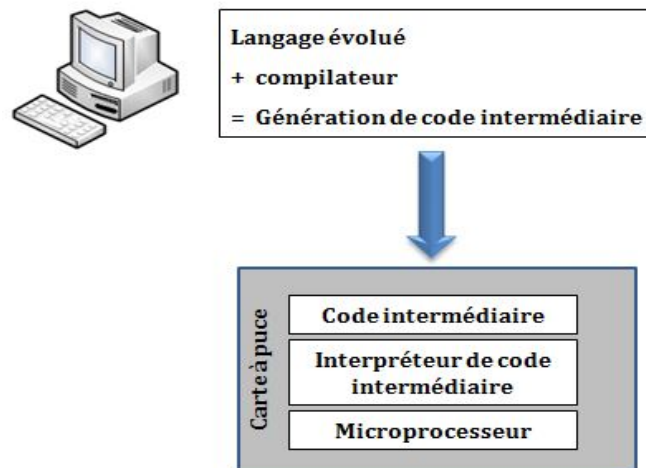 Langage évolué
+ compilateur
= Génération de code intermédiaire
Carte à puce
Code intermédiaire
Interpréteur de code
intermédiaire
Microprocesseur